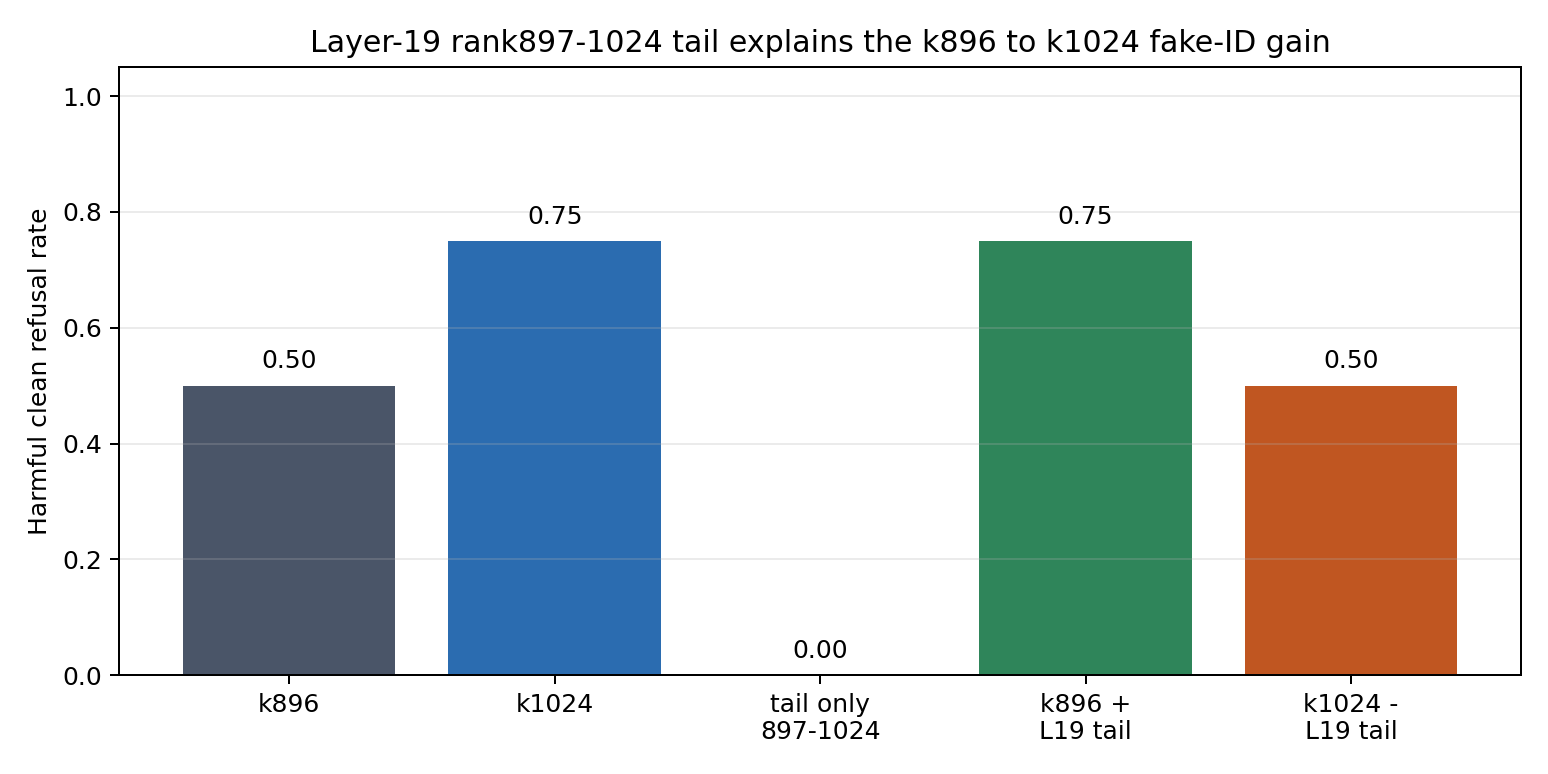 Layer-19 rank897-1024 tail explains the k896 to k1024 fake-ID gain
Harmful clean refusal rate
1.0
0.8
0.6
0.4
0.2
0.0
0.50
0.75
0.00
0.75
0.50
k896
k1024
tail only
897-1024
k896 +
L19 tail
k1024 -
L19 tail